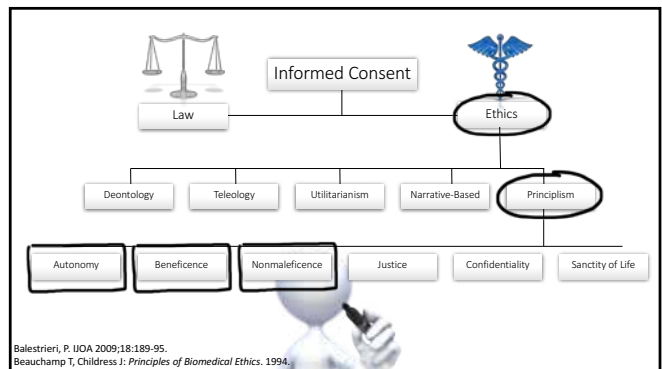 Informed Consent
Law
Ethics
Deontology
Teleology
Utilitarianism
Narrative-Based
Principlism
Autonomy
Beneficence
Nonmaleficence
Justice
Confidentiality
Sanctity of Life
Balestrieri, P. IJOA 2009;18:189-95.
Beauchamp T, Childress J: Principles of Biomedical Ethics. 1994.